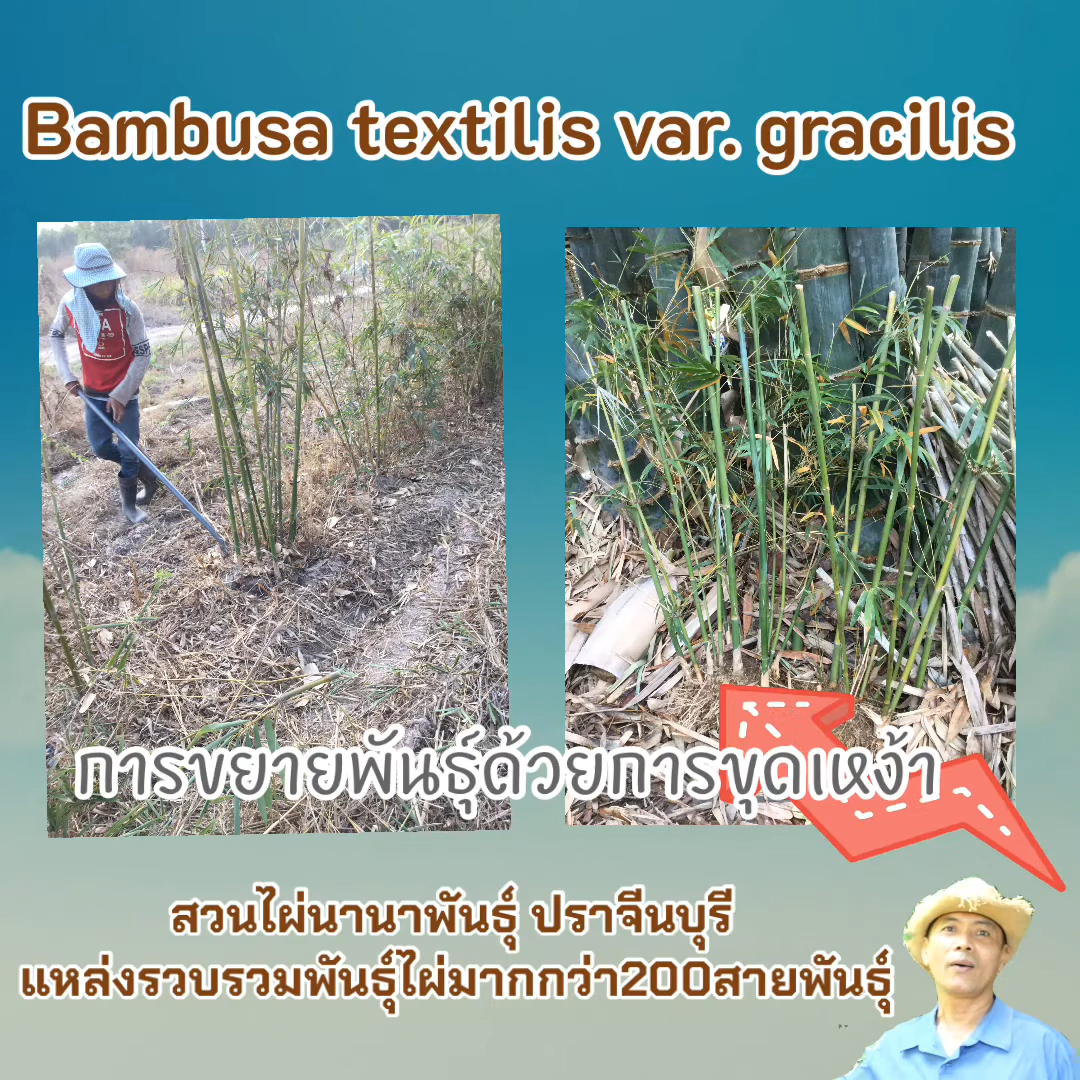 Bambusa textilis var. gracilis
การขยายพันธุ์ด้วยการขุดเหง้า
สวนไผ่นานาพันธุ์ ปราจีนบุรี
แหล่งรวบรวมพันธุ์ไผ่มากกว่า200สายพันธุ์